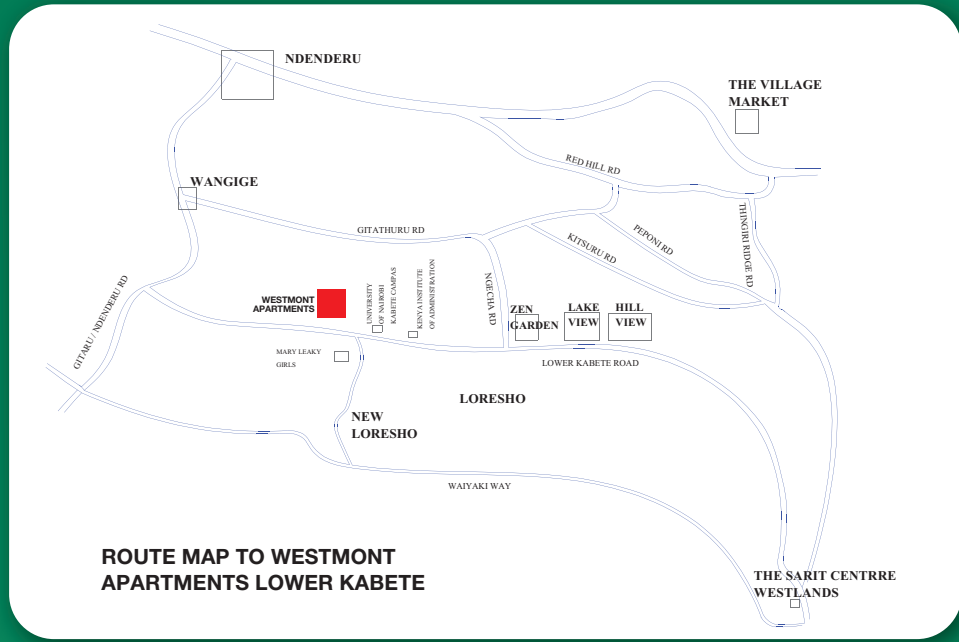 NDENDERU
THE VILLAGE
MARKET
RED HILL RD
WANGIGE
GITATHURU RD
KITSURU RD
PEPONI RD
THINGIRI RIDGE RD
GITARU / NDENDERU RD
WESTMONT
APARTMENTS
UNIVERSITY
OF NAIROBI
KABETE CAMPAS
KENYA INSTITUTE
OF ADMINISTRATION
NGECHA RD
ZEN
GARDEN
LAKE
VIEW
HILL
VIEW
MARY LEAKY
GIRLS
LOWER KABETE ROAD
LORESHO
NEW
LORESHO
WAIYAKI WAY
ROUTE MAP TO WESTMONT
APARTMENTS LOWER KABETE
THE SARIT CENTRRE
WESTLANDS